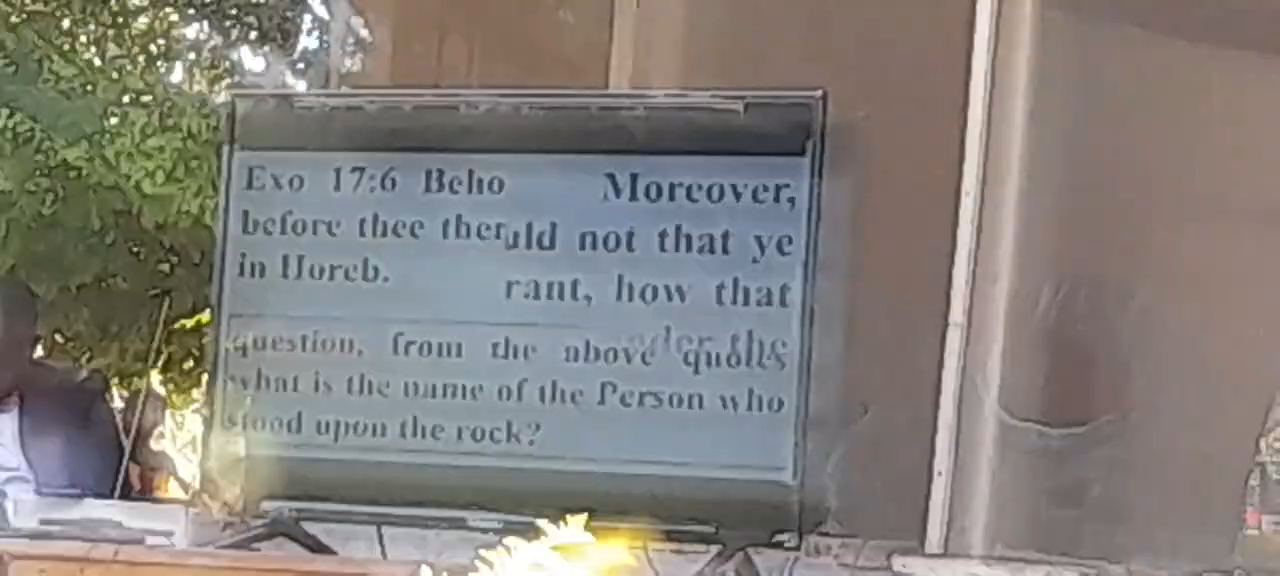 Exo 17:6 Beho Moreover,
before thee ther uld not that ye
in Horeb. rant, how that
question, from the above quotes
what is the name of the Person who
stood upon the rock?